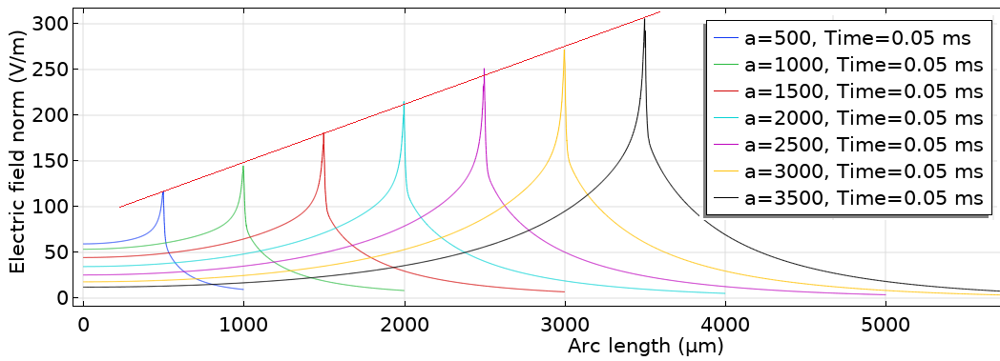 300
250
200
150
100
50
0
Electric field norm (V/m)
a=500, Time=0.05 ms
a=1000, Time=0.05 ms
a=1500, Time=0.05 ms
a=2000, Time=0.05 ms
a=2500, Time=0.05 ms
a=3000, Time=0.05 ms
a=3500, Time=0.05 ms
0 1000 2000 3000 4000 5000
Arc length (µm)